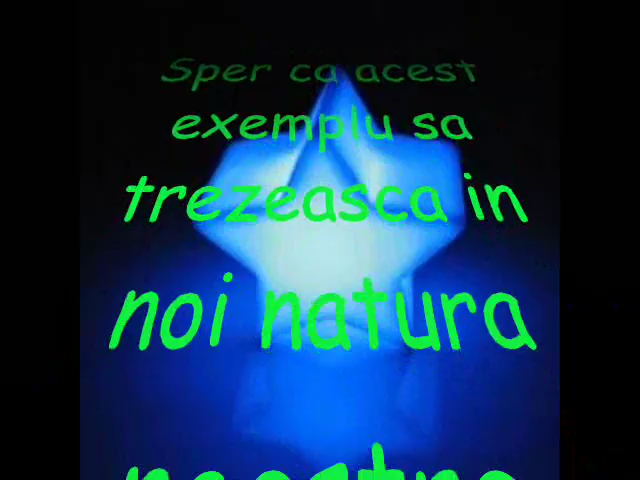 Sper ca acest
exemplu sa
trezeasca in
noi natura